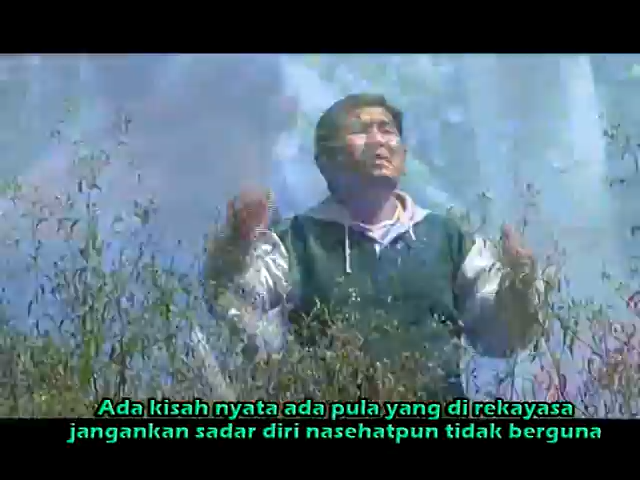 Ada kisah nyata ada pula yang di rekayasa
jangankan sadar diri nasehatpun tidak berguna